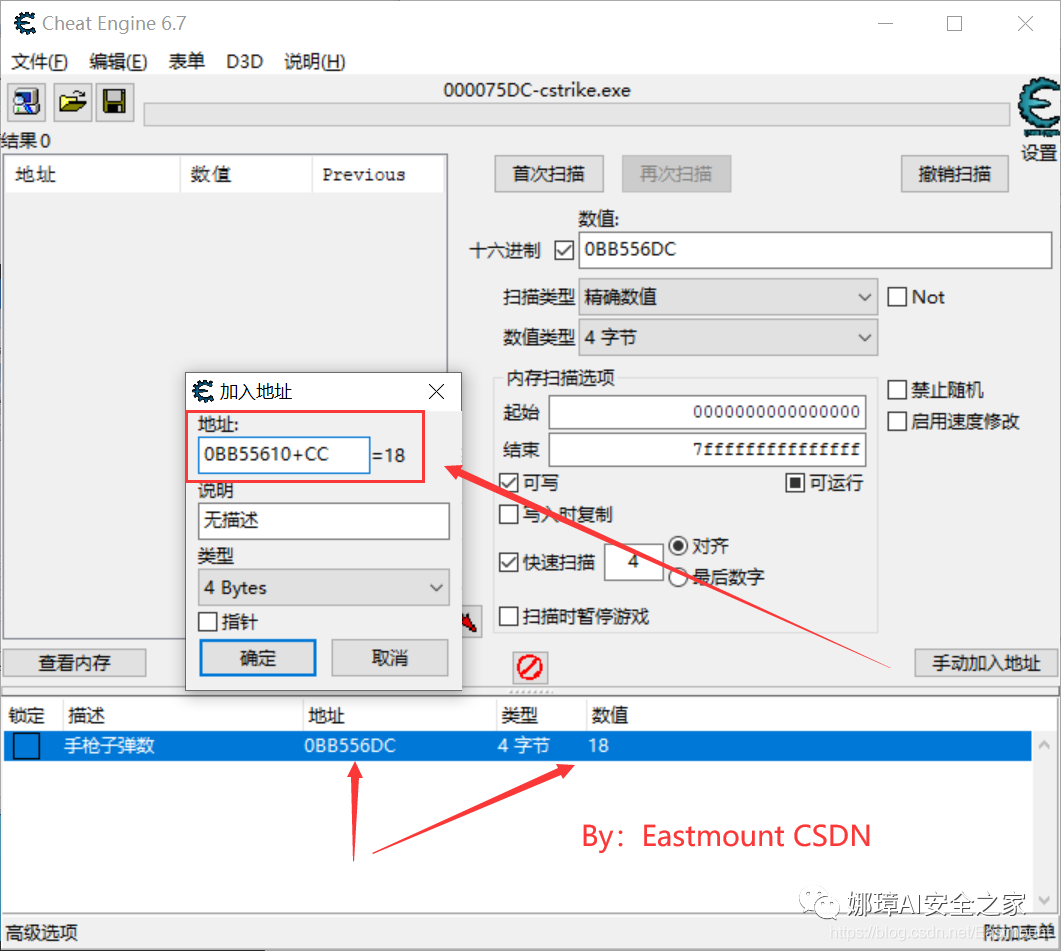 Cheat Engine 6.7
文件(F) 编辑(E) 表单 D3D 说明(H)
000075DC-cstrike.exe
设置
结果 0
地址 数值 Previous
首次扫描 再次扫描 撤销扫描
数值:
十六进制 0BB556DC
扫描类型 精确数值 Not
数值类型 4 字节
内存扫描选项
起始 0000000000000000
结束 7fffffffffffffff
禁止随机
启用速度修改
可写 可运行
写入时复制
快速扫描 4 对齐
最后数字
扫描时暂停游戏
加入地址
地址:
0BB55610+CC =18
说明
无描述
类型
4 Bytes
指针
确定 取消
查看内存 手动加入地址
锁定 描述 地址 类型 数值
手枪子弹数 0BB556DC 4 字节 18
By：Eastmount CSDN
娜璋AI安全之家
高级选项 附加表单